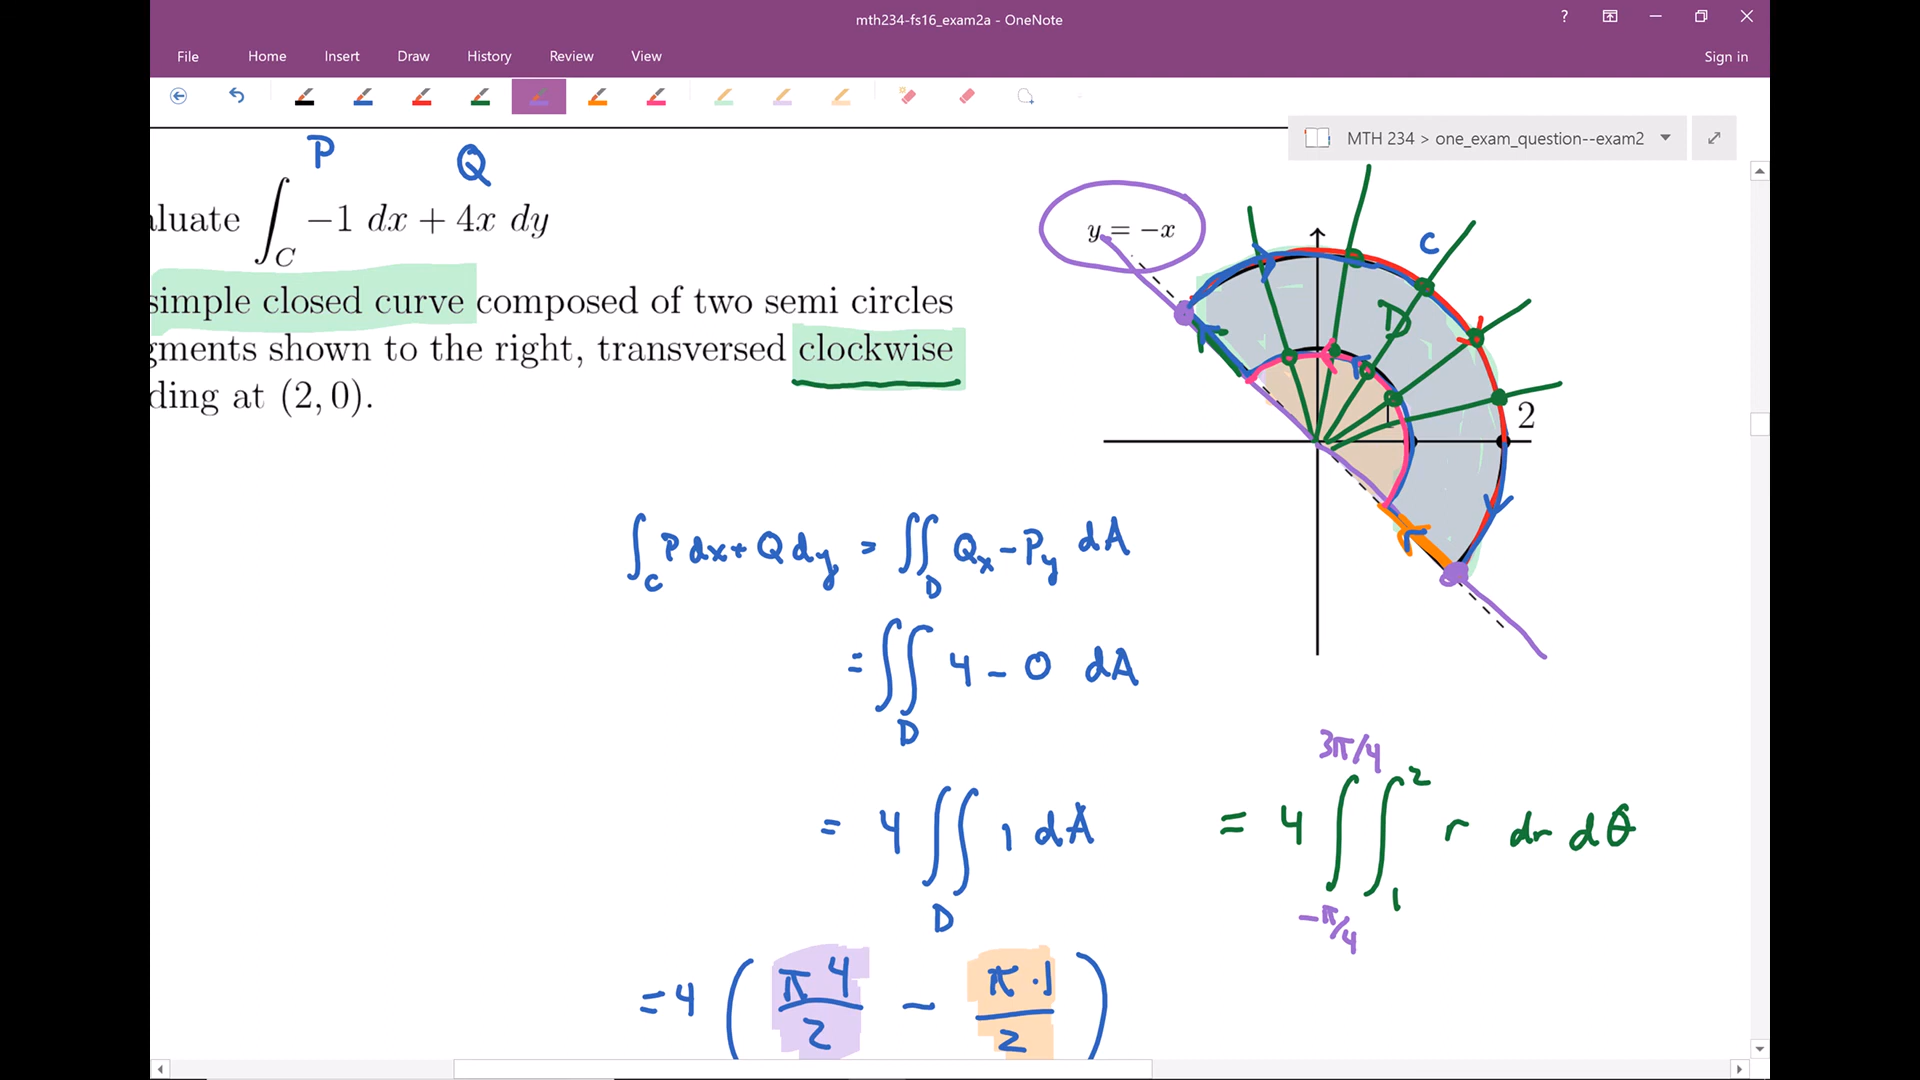 mth234-fs16_exam2a - OneNote
?
File Home Insert Draw History Review View Sign in
MTH 234 > one_exam_question--exam2
P Q
aluate ∫_C −1 dx + 4x dy
simple closed curve composed of two semi circles
gments shown to the right, transversed clockwise
ding at (2, 0).
y = −x
C
D
1
2
∫_C P dx + Q dy = ∬_D Q_x − P_y dA
= ∬_D 4 − 0 dA
= 4 ∬_D 1 dA = 4 ∫_{-π/4}^{3π/4} ∫_1^2 r dr dθ
= 4 ( π 4/2 − π·1/2 )